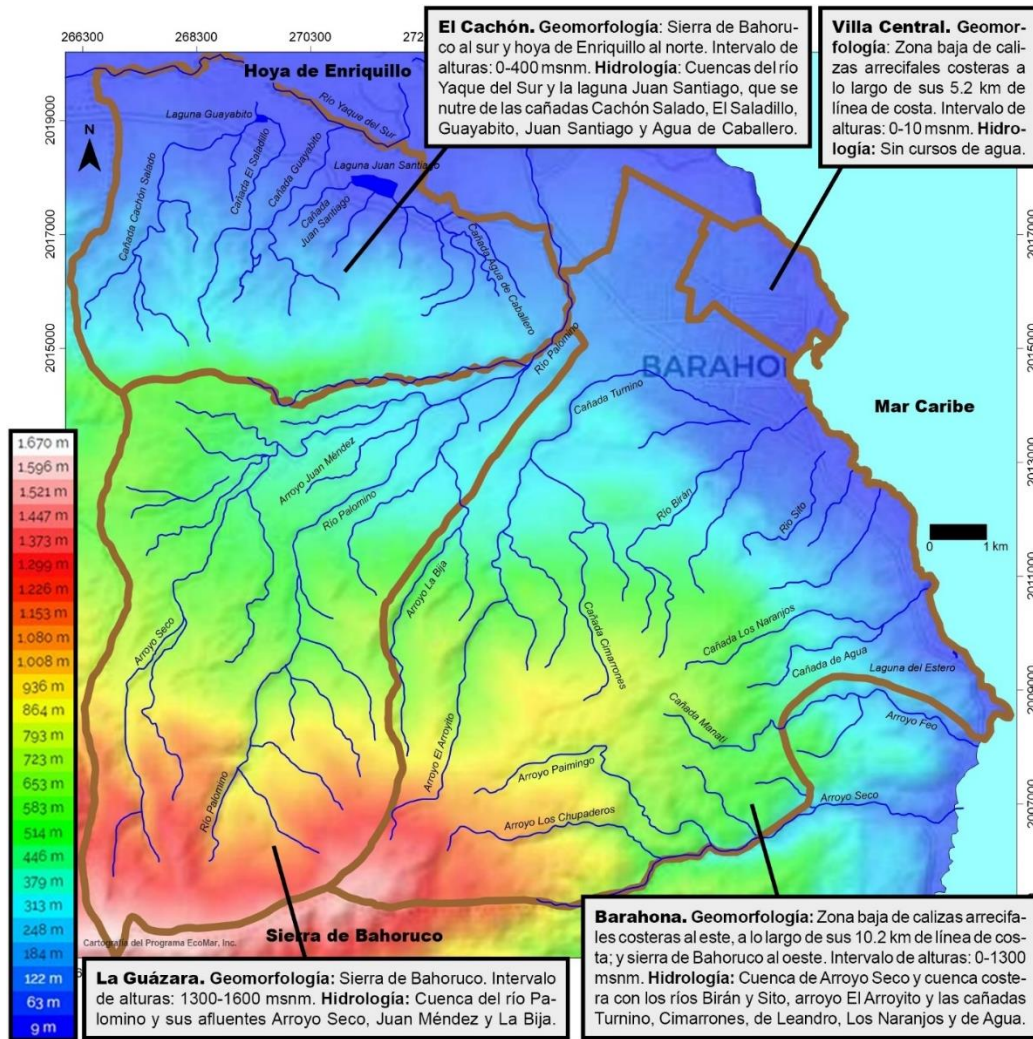 El Cachón. Geomorfología: Sierra de Bahoru-
co al sur y hoya de Enriquillo al norte. Intervalo
de alturas: 0-400 msnm. Hidrología: Cuencas del río
Yaque del Sur y la laguna Juan Santiago, que se
nutre de las cañadas Cachón Salado, El Saladillo,
Guayabito, Juan Santiago y Agua de Caballero.
Villa Central. Geomor-
fología: Zona baja de cali-
zas arrecifales costeras a
lo largo de sus 5.2 km de
línea de costa. Intervalo de
alturas: 0-10 msnm. Hidro-
logía: Sin cursos de agua.
266300
268300
270300
Hoya de Enriquillo
Río Yaque del Sur
Laguna Guayabito
2019000
N
Cañada Cachón Salado
Cañada El Saladillo
Cañada Guayabito
Laguna Juan Santiago
Cañada
Juan Santiago
Cañada Agua de Caballero
2017000
2017000
2015000
2015000
Río Palomino
BARAHO
Mar Caribe
Cañada Turnino
Arroyo Juan Méndez
Río Palomino
Río Birán
Río Sito
2013000
0 1 km
2011000
Arroyo La Bija
Arroyo Seco
Cañada Cimarrones
Cañada Los Naranjos
Cañada de Agua
Laguna del Estero
2009000
Cañada Manatí
Arroyo Feo
Arroyo El Arroyito
Arroyo Paimingo
Arroyo Seco
Río Palomino
Arroyo Los Chupaderos
1.670 m
1.596 m
1.521 m
1.447 m
1.373 m
1.299 m
1.226 m
1.153 m
1.080 m
1,008 m
936 m
864 m
793 m
723 m
653 m
583 m
514 m
446 m
379 m
313 m
248 m
184 m
122 m
63 m
9 m
Cartografía del Programa EcoMar, Inc.
Sierra de Bahoruco
La Guázara. Geomorfología: Sierra de Bahoruco. Intervalo
de alturas: 1300-1600 msnm. Hidrología: Cuenca del río Pa-
lomino y sus afluentes Arroyo Seco, Juan Méndez y La Bija.
Barahona. Geomorfología: Zona baja de calizas arrecifa-
les costeras al este, a lo largo de sus 10.2 km de línea de cos-
ta; y sierra de Bahoruco al oeste. Intervalo de alturas: 0-1300
msnm. Hidrología: Cuenca de Arroyo Seco y cuenca coste-
ra con los ríos Birán y Sito, arroyo El Arroyito y las cañadas
Turnino, Cimarrones, de Leandro, Los Naranjos y de Agua.